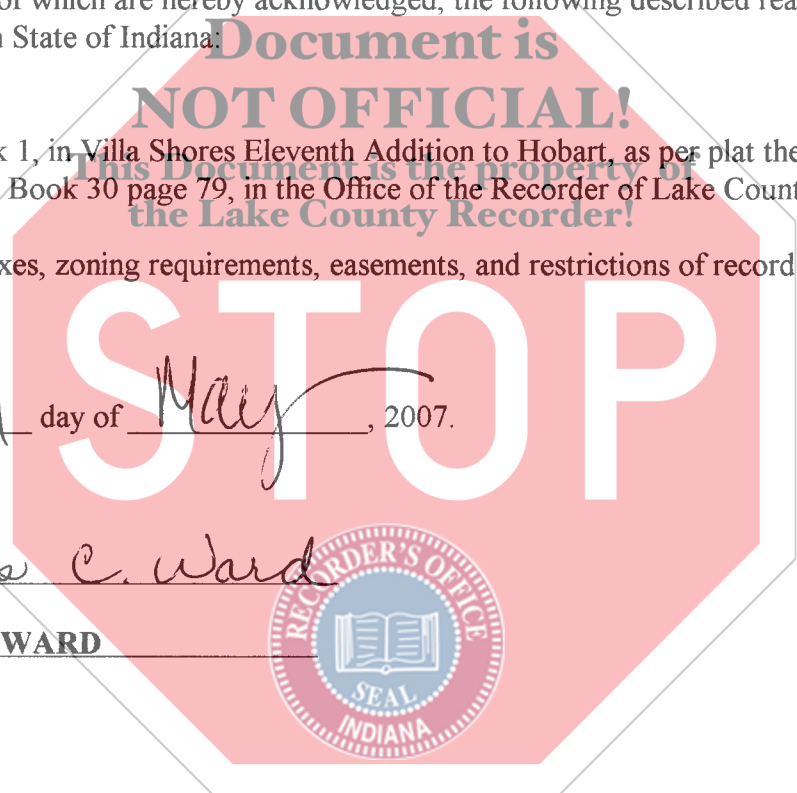 of which are hereby acknowledged, the following described rea
n State of Indiana:
Document is
NOT OFFICIAL!
k 1, in Villa Shores Eleventh Addition to Hobart, as per plat the
This Document is the property of
Book 30 page 79, in the Office of the Recorder of Lake Count
the Lake County Recorder!
xes, zoning requirements, easements, and restrictions of record
STOP
day of May, 2007.
C. Ward
WARD
RECORDER'S OFFICE
SEAL
INDIANA